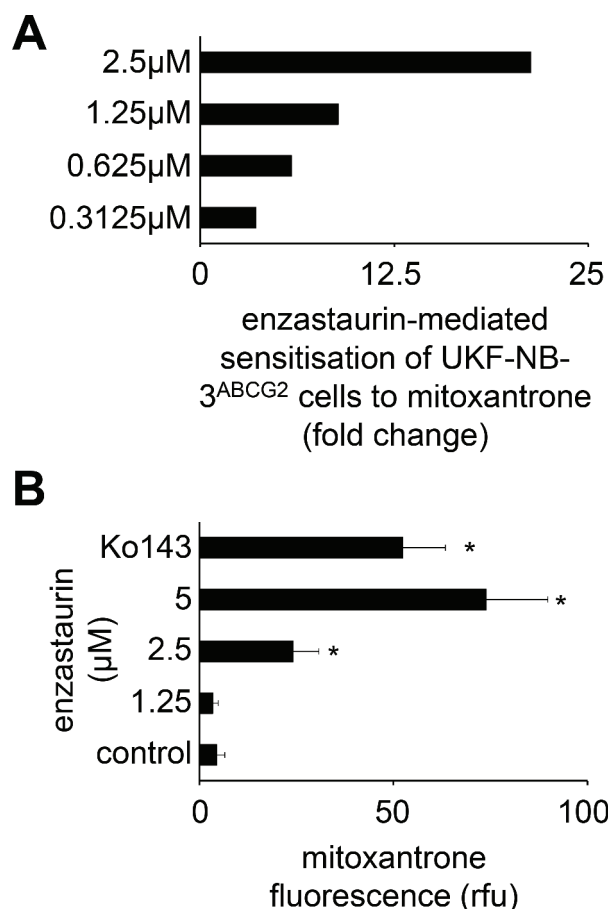 A
2.5µM
1.25µM
0.625µM
0.3125µM
0 12.5 25
enzastaurin-mediated
sensitisation of UKF-NB-
3ABCG2 cells to mitoxantrone
(fold change)
B
enzastaurin
(µM)
Ko143
*
5
*
2.5
*
1.25
control
0 50 100
mitoxantrone
fluorescence (rfu)